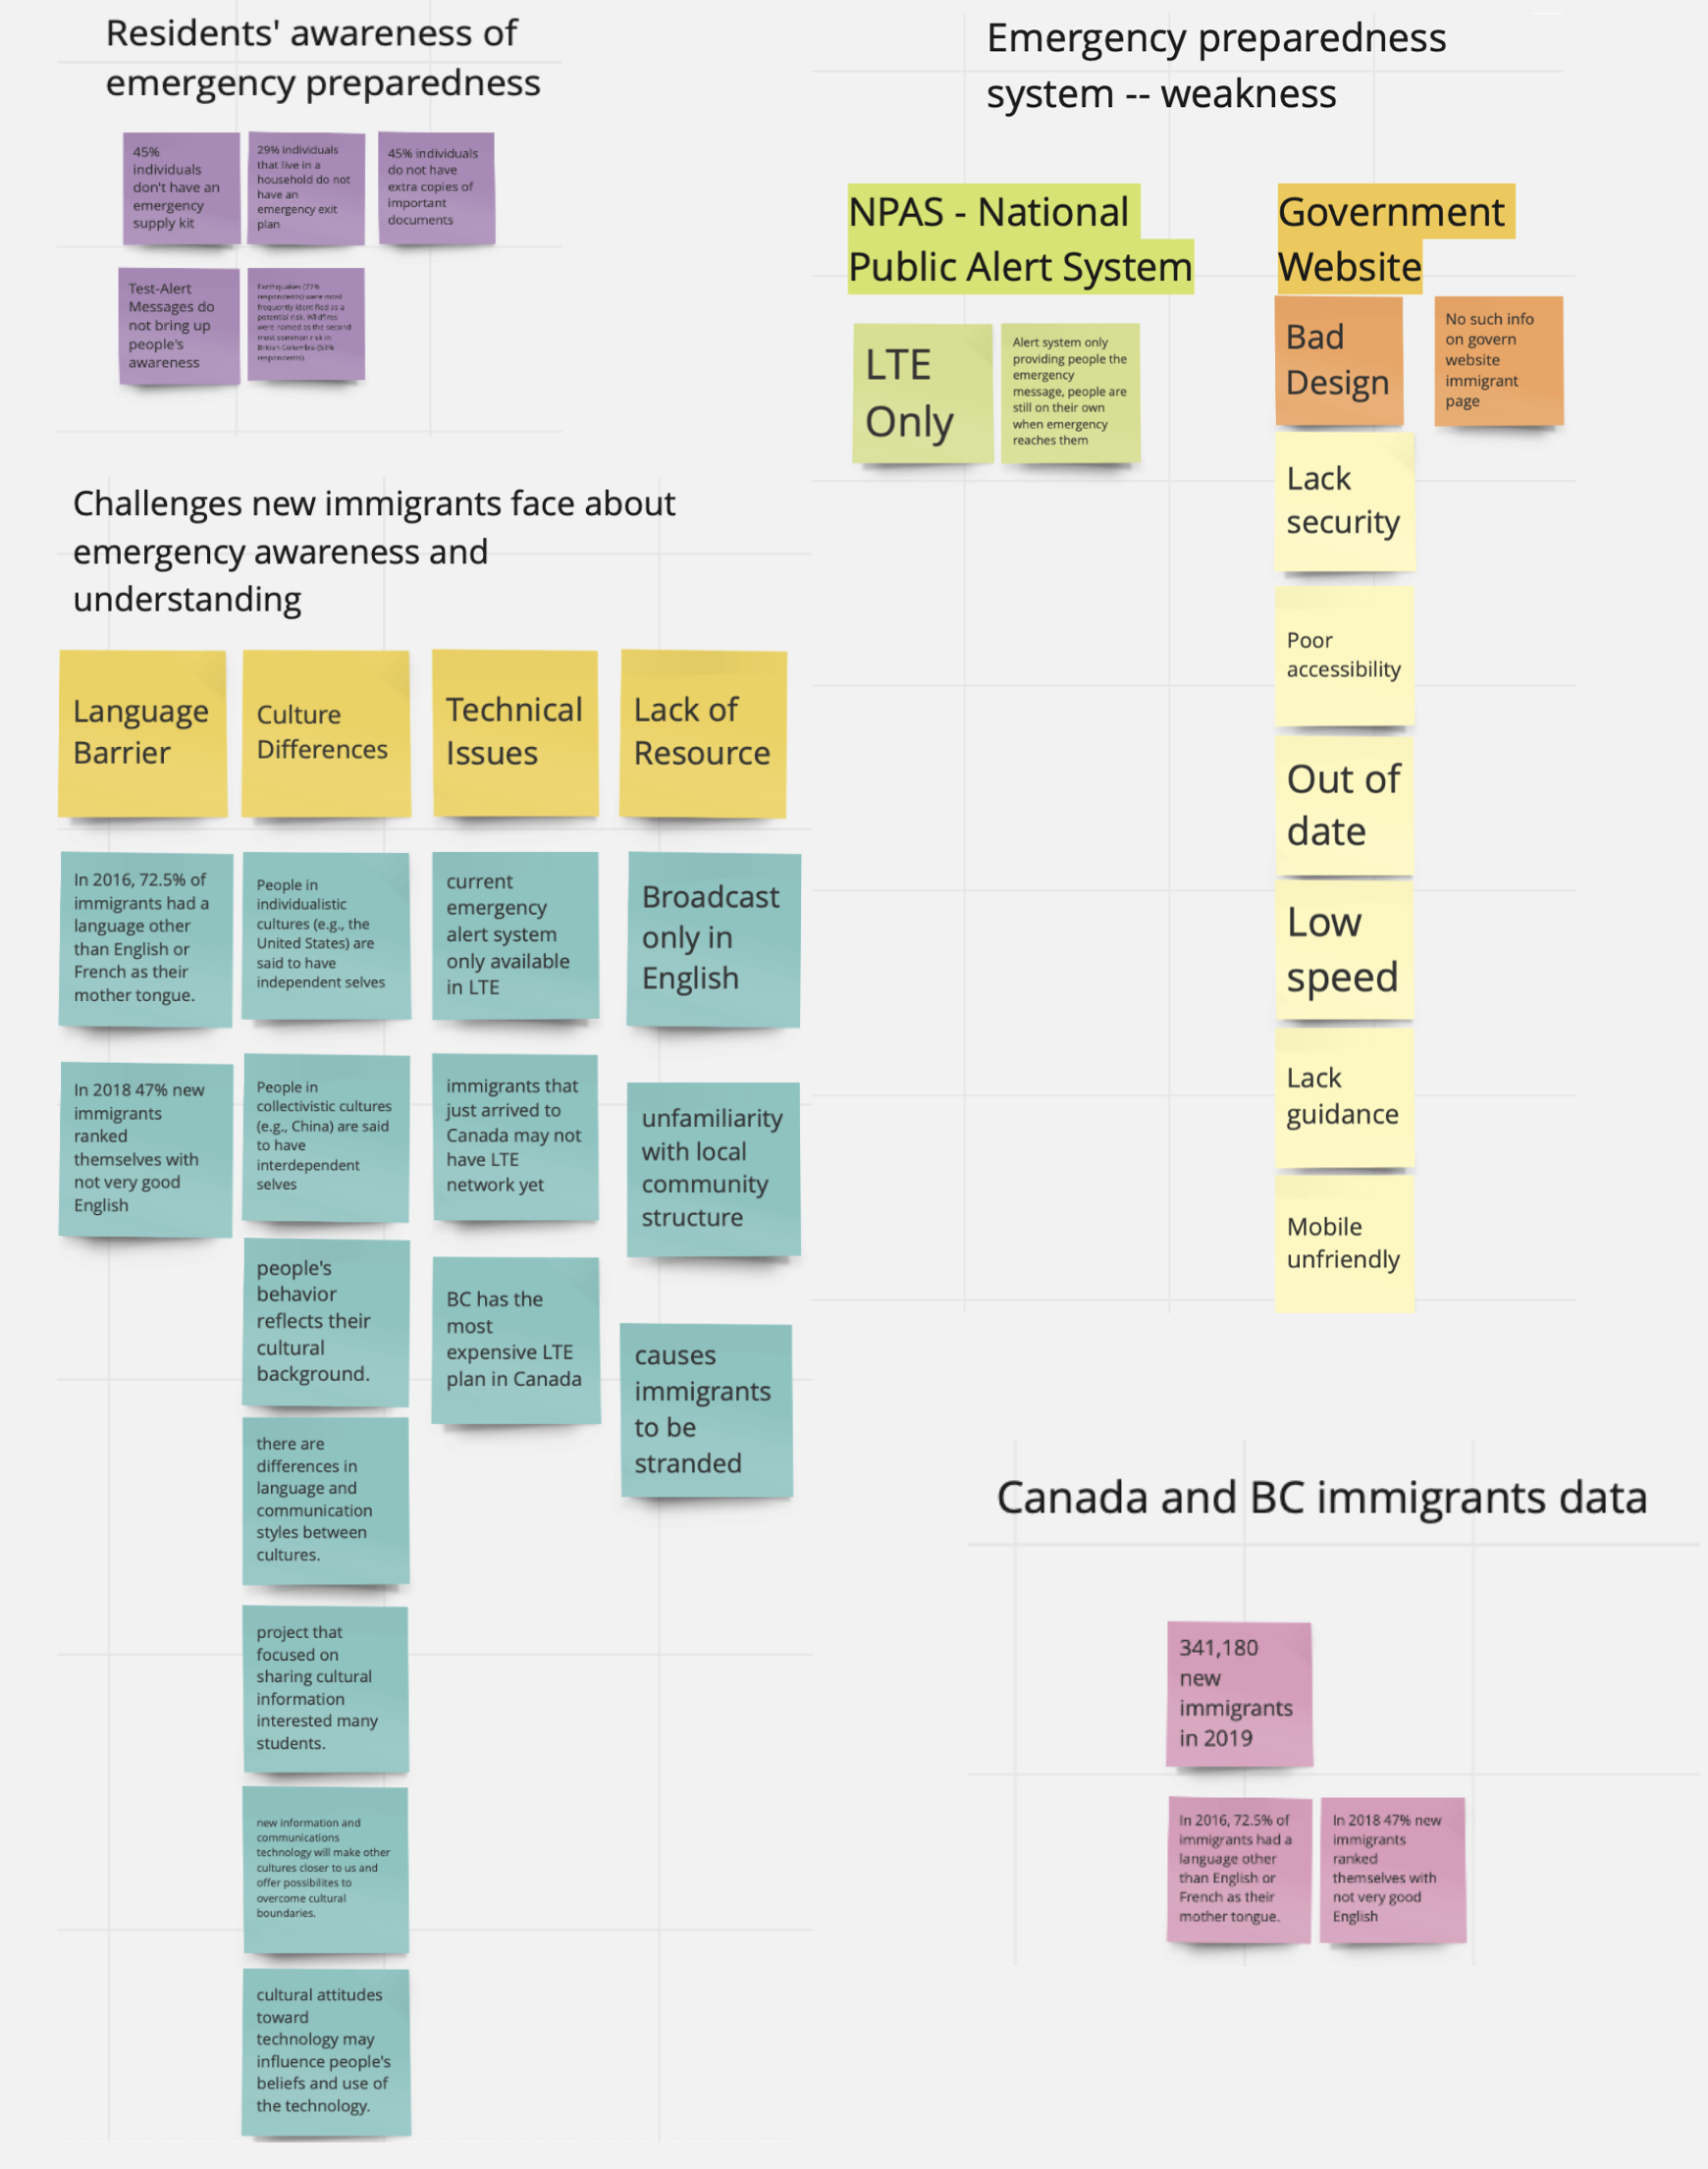 Residents' awareness of
emergency preparedness
45%
individuals
don't have an
emergency
supply kit
29% individuals
that live in a
household do not
have an
emergency exit
plan
45% individuals
do not have
extra copies of
important
documents
Test-Alert
Messages do
not bring up
people's
awareness
Earthquakes (77%
respondents) were most
frequently identified as a
potential risk. Wildfires
were named as the second
most common risk in
British Columbia (59%
respondents).
Challenges new immigrants face about
emergency awareness and
understanding
Language
Barrier
In 2016, 72.5% of
immigrants had a
language other
than English or
French as their
mother tongue.
In 2018 47% new
immigrants
ranked
themselves with
not very good
English
Culture
Differences
People in
individualistic
cultures (e.g., the
United States) are
said to have
independent selves
People in
collectivistic cultures
(e.g., China) are said
to have
interdependent
selves
people's
behavior
reflects their
cultural
background.
there are
differences in
language and
communication
styles between
cultures.
project that
focused on
sharing cultural
information
interested many
students.
new information and
communications
technology will make other
cultures closer to us and
offer possibilites to
overcome cultural
boundaries.
cultural attitudes
toward
technology may
influence people's
beliefs and use of
the technology.
Technical
Issues
current
emergency
alert system
only available
in LTE
immigrants that
just arrived to
Canada may not
have LTE
network yet
BC has the
most
expensive LTE
plan in Canada
Lack of
Resource
Broadcast
only in
English
unfamiliarity
with local
community
structure
causes
immigrants
to be
stranded
Emergency preparedness
system -- weakness
NPAS - National
Public Alert System
LTE
Only
Alert system only
providing people the
emergency
message, people are
still on their own
when emergency
reaches them
Government
Website
Bad
Design
No such info
on govern
website
immigrant
page
Lack
security
Poor
accessibility
Out of
date
Low
speed
Lack
guidance
Mobile
unfriendly
Canada and BC immigrants data
341,180
new
immigrants
in 2019
In 2016, 72.5% of
immigrants had a
language other
than English or
French as their
mother tongue.
In 2018 47% new
immigrants
ranked
themselves with
not very good
English